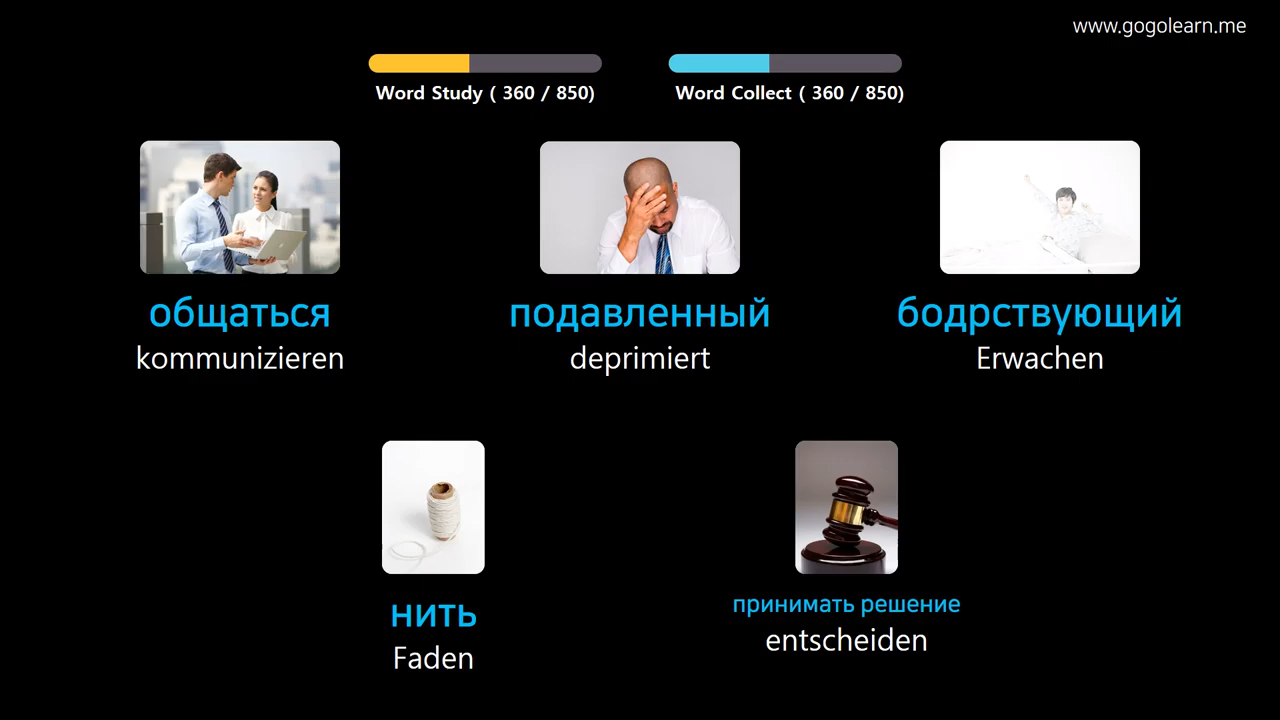 www.gogolearn.me
Word Study ( 360 / 850)
Word Collect ( 360 / 850)
общаться
kommunizieren
подавленный
deprimiert
бодрствующий
Erwachen
нить
Faden
принимать решение
entscheiden